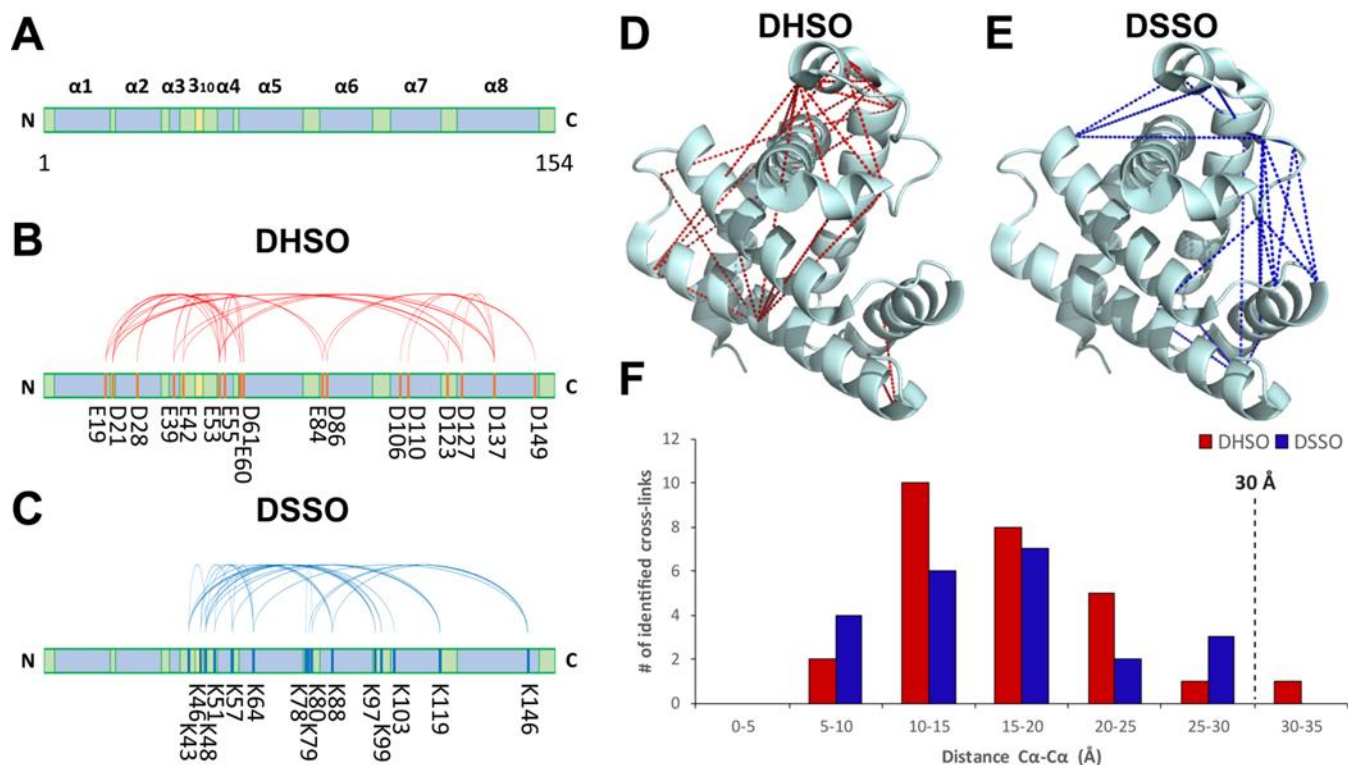 A
α1 α2 α3 3₁₀ α4 α5 α6 α7 α8
N C
1 154
B
DHSO
N C
E19 D21 D28 E39 E42 E53 E55 D61 E60 E84 D86 D106 D110 D123 D127 D137 D149
C
DSSO
N C
K43 K46 K48 K51 K57 K64 K78 K79 K80 K88 K97 K99 K103 K119 K146
D
DHSO
E
DSSO
F
DHSO DSSO
30 Å
# of identified cross-links
12
10
8
6
4
2
0
0-5 5-10 10-15 15-20 20-25 25-30 30-35
Distance Cα-Cα (Å)